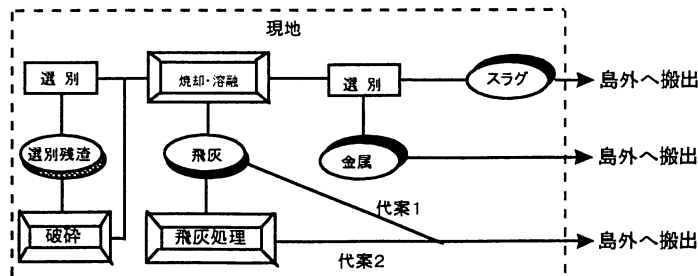 現地
選 別
焼却・溶融
選 別
スラグ
島外へ搬出
選別残渣
飛灰
金属
島外へ搬出
代案1
破砕
飛灰処理
島外へ搬出
代案2